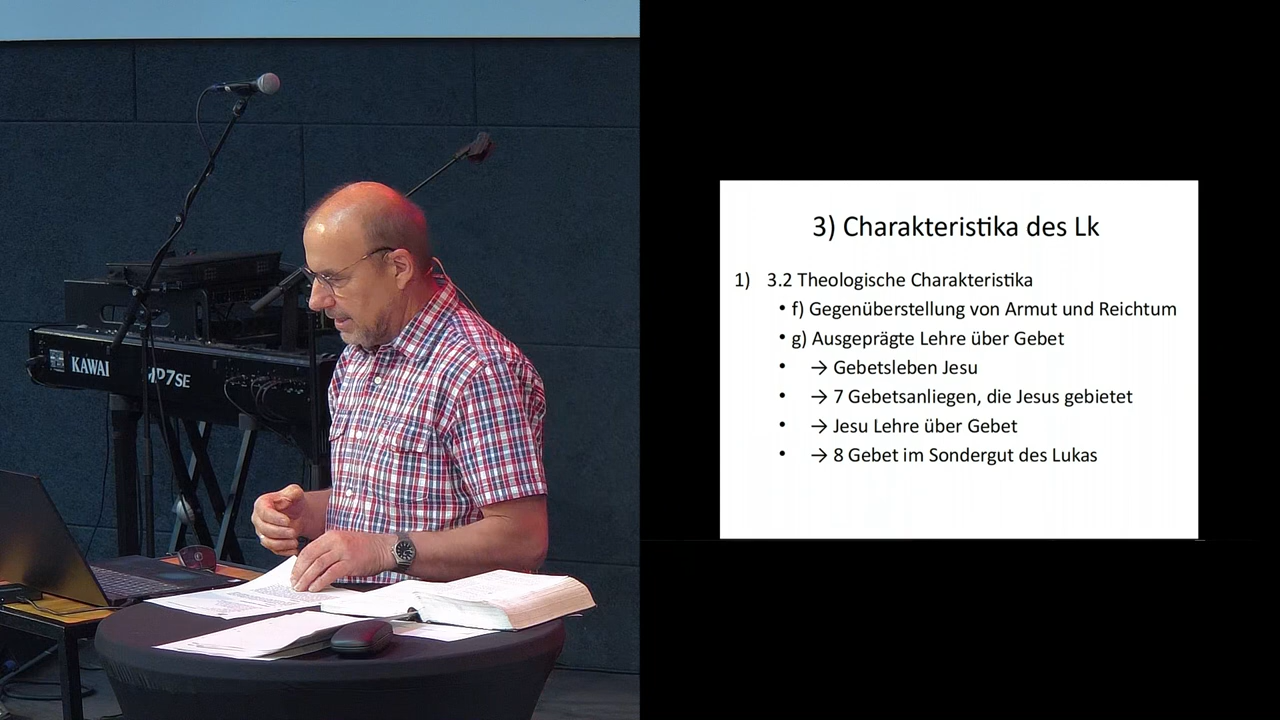 KAWAI
MP7SE
3) Charakteristika des Lk
1) 3.2 Theologische Charakteristika
• f) Gegenüberstellung von Armut und Reichtum
• g) Ausgeprägte Lehre über Gebet
• → Gebetsleben Jesu
• → 7 Gebetsanliegen, die Jesus gebietet
• → Jesu Lehre über Gebet
• → 8 Gebet im Sondergut des Lukas